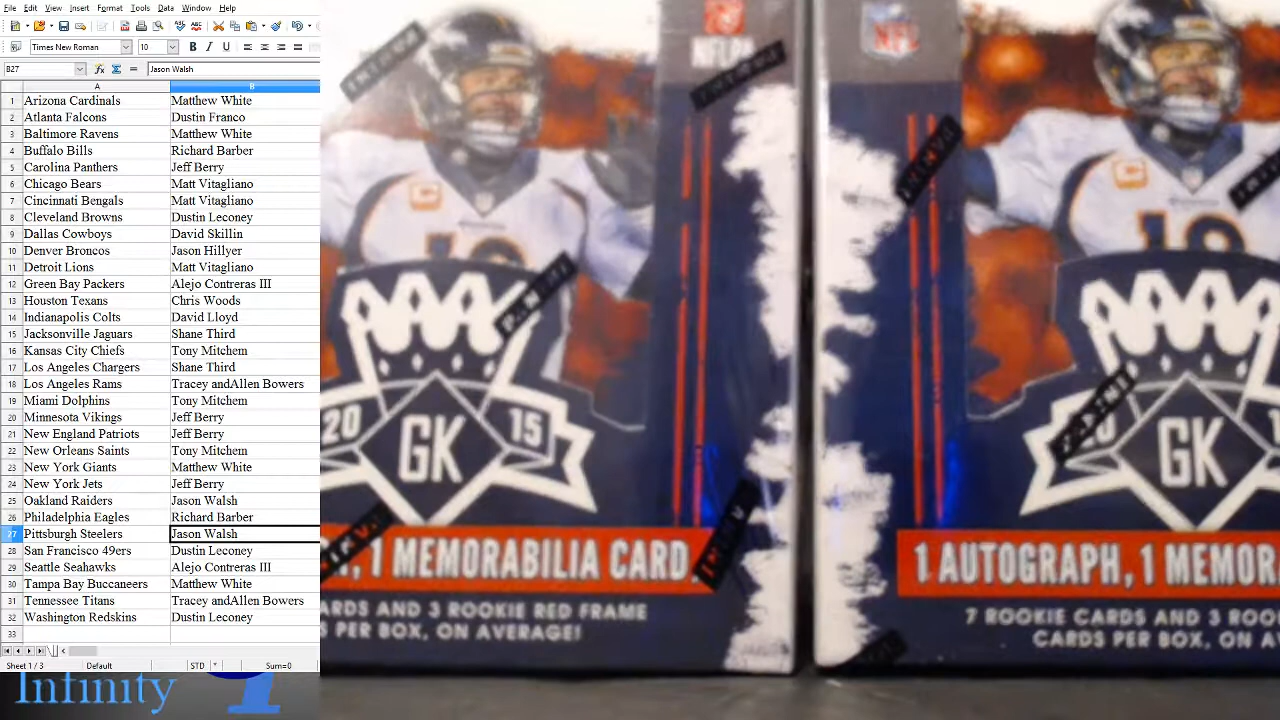 File Edit View Insert Format Tools Data Window H
Times New Roman 10 B I U
B27 Jason Walsh
A B
1 Arizona Cardinals Matthew White
2 Atlanta Falcons Dustin Franco
3 Baltimore Ravens Matthew White
4 Buffalo Bills Richard Barber
5 Carolina Panthers Jeff Berry
6 Chicago Bears Matt Vitagliano
7 Cincinnati Bengals Matt Vitagliano
8 Cleveland Browns Dustin Leconey
9 Dallas Cowboys David Skillin
10 Denver Broncos Jason Hillyer
11 Detroit Lions Matt Vitagliano
12 Green Bay Packers Alejo Contreras III
13 Houston Texans Chris Woods
14 Indianapolis Colts David Lloyd
15 Jacksonville Jaguars Shane Third
16 Kansas City Chiefs Tony Mitchem
17 Los Angeles Chargers Shane Third
18 Los Angeles Rams Tracey andAllen Bowers
19 Miami Dolphins Tony Mitchem
20 Minnesota Vikings Jeff Berry
21 New England Patriots Jeff Berry
22 New Orleans Saints Tony Mitchem
23 New York Giants Matthew White
24 New York Jets Jeff Berry
25 Oakland Raiders Jason Walsh
26 Philadelphia Eagles Richard Barber
27 Pittsburgh Steelers Jason Walsh
28 San Francisco 49ers Dustin Leconey
29 Seattle Seahawks Alejo Contreras III
30 Tampa Bay Buccaneers Matthew White
31 Tennessee Titans Tracey andAllen Bowers
32 Washington Redskins Dustin Leconey
33
Sheet 1 / 3 Default STD * Sum=0
Infinity
NFL
20 GK 15
, 1 MEMORABILIA CARD.
ARDS AND 3 ROOKIE RED FRAME
S PER BOX, ON AVERAGE!
NFL
GK
1 AUTOGRAPH, 1 MEMOR
7 ROOKIE CARDS AND 3 ROO
CARDS PER BOX, ON A
PANINI